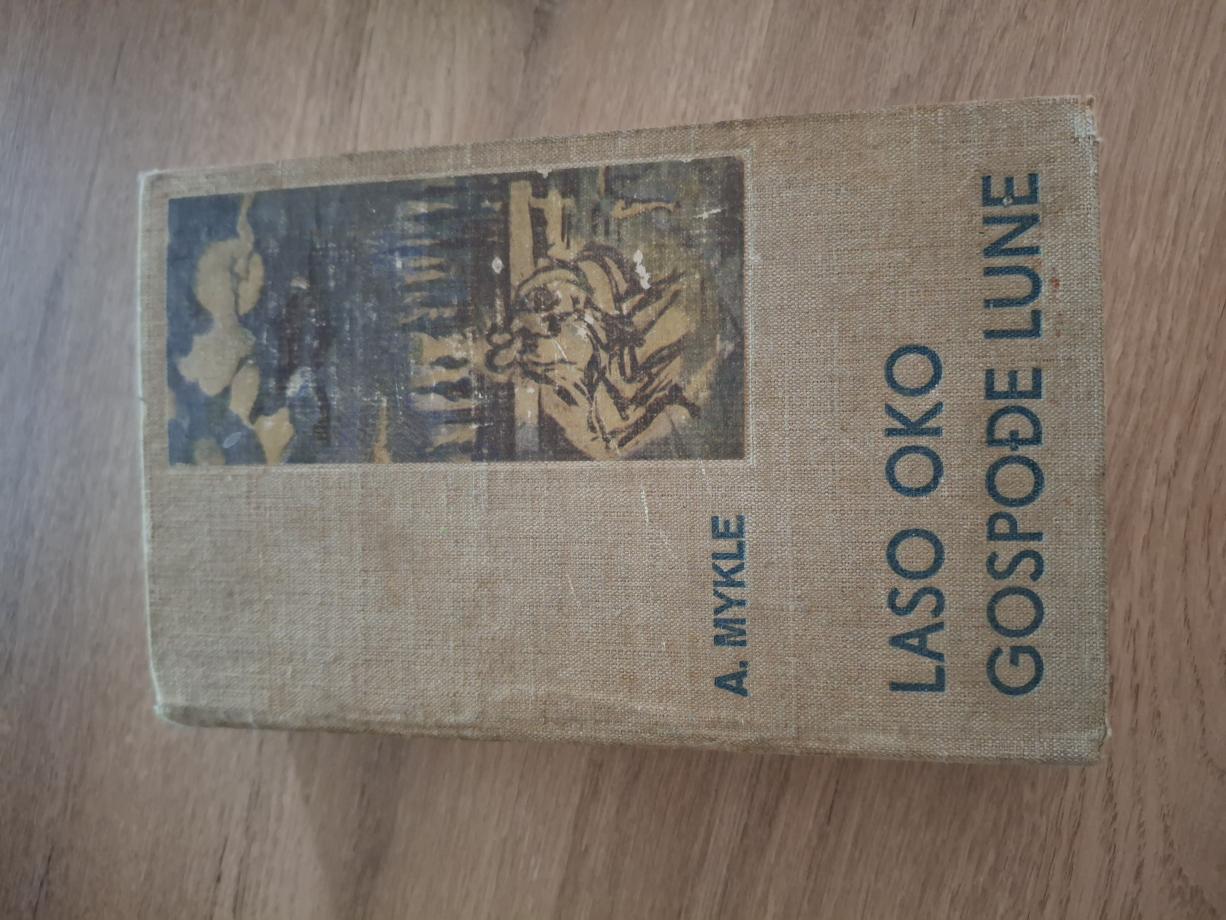 A. MYKLE
LASO OKO
GOSPOĐE LUNE